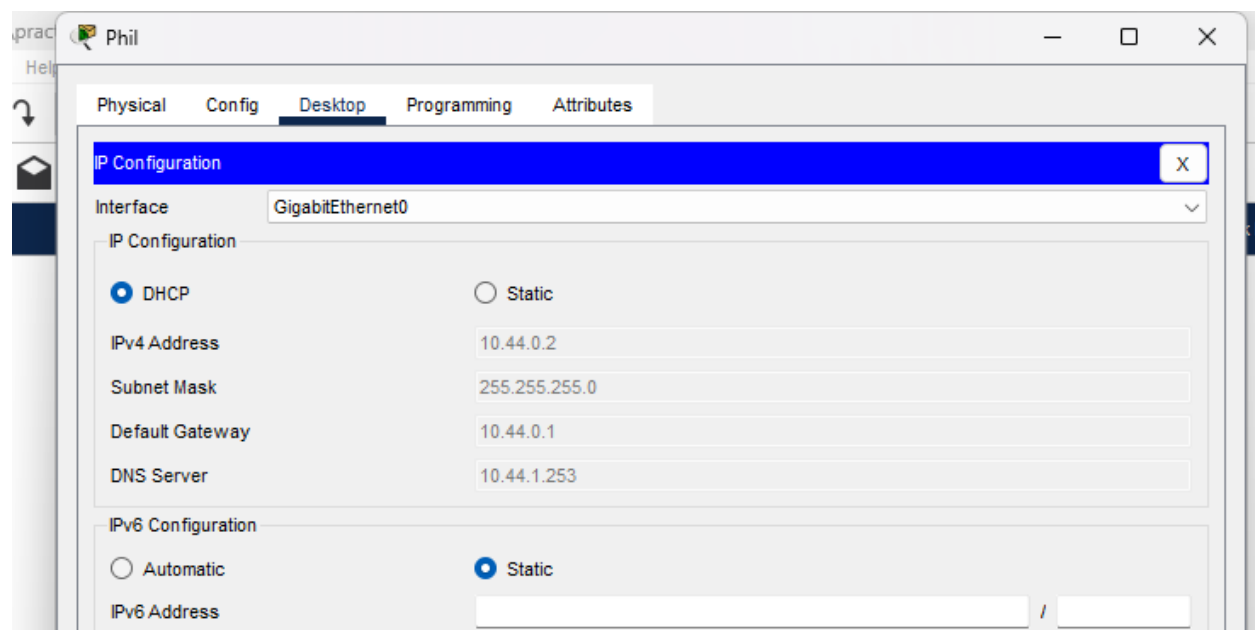 Phil
Help
Physical Config Desktop Programming Attributes
IP Configuration X
Interface GigabitEthernet0
IP Configuration
DHCP Static
IPv4 Address 10.44.0.2
Subnet Mask 255.255.255.0
Default Gateway 10.44.0.1
DNS Server 10.44.1.253
IPv6 Configuration
Automatic Static
IPv6 Address /